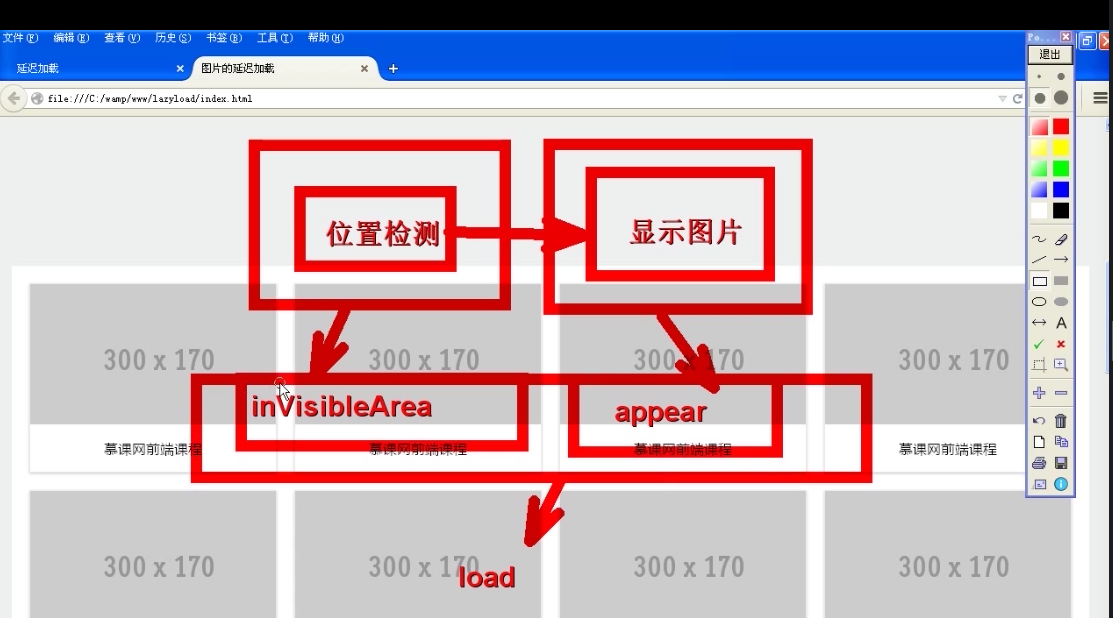 文件(F) 编辑(E) 查看(V) 历史(S) 书签(B) 工具(T) 帮助(H)
退出
延迟加载 × 图片的延迟加载 × +
file:///C:/wamp/www/lazyload/index.html
位置检测 显示图片
300 x 170 300 x 170 300 x 170 300 x 170
inVisibleArea appear
慕课网前端课程 慕课网前端课程 慕课网前端课程 慕课网前端课程
300 x 170 300 x 170 300 x 170 300 x 170
load